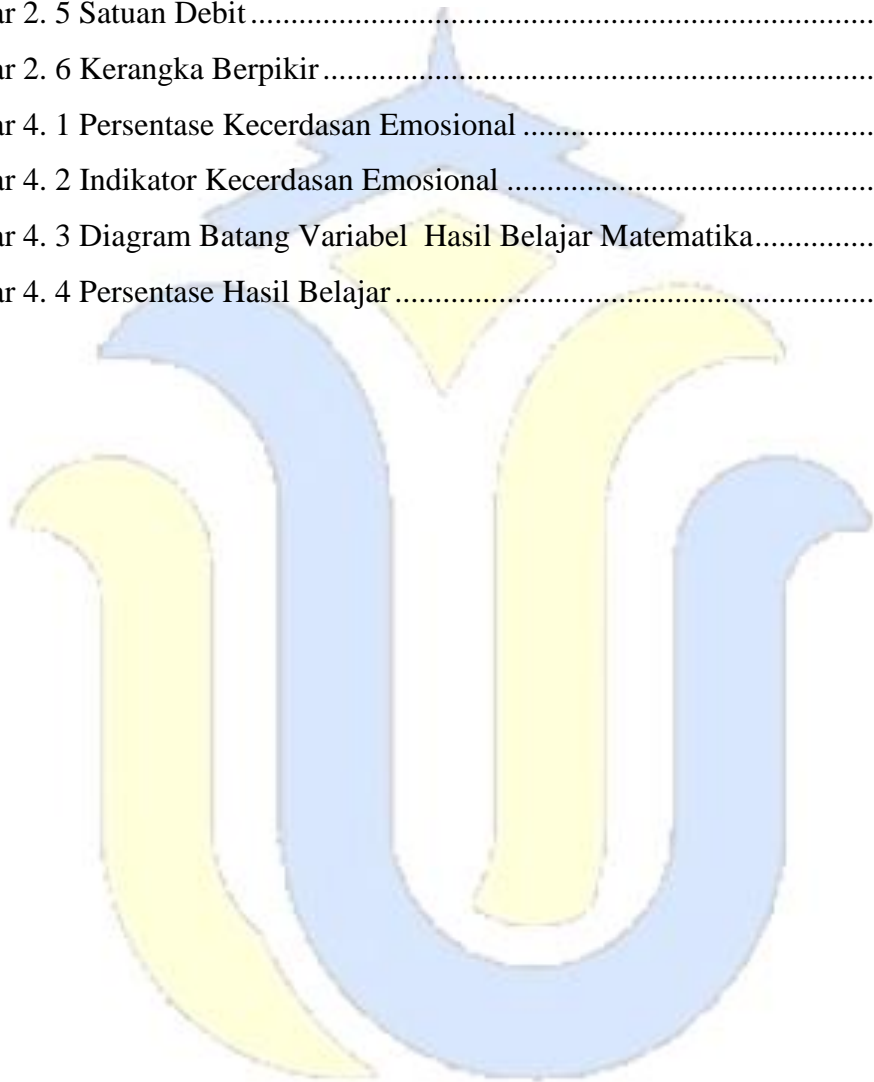 ar 2. 5 Satuan Debit....................................................................................
ar 2. 6 Kerangka Berpikir...........................................................................
ar 4. 1 Persentase Kecerdasan Emosional ..................................................
ar 4. 2 Indikator Kecerdasan Emosional ....................................................
ar 4. 3 Diagram Batang Variabel  Hasil Belajar Matematika.....................
ar 4. 4 Persentase Hasil Belajar..................................................................